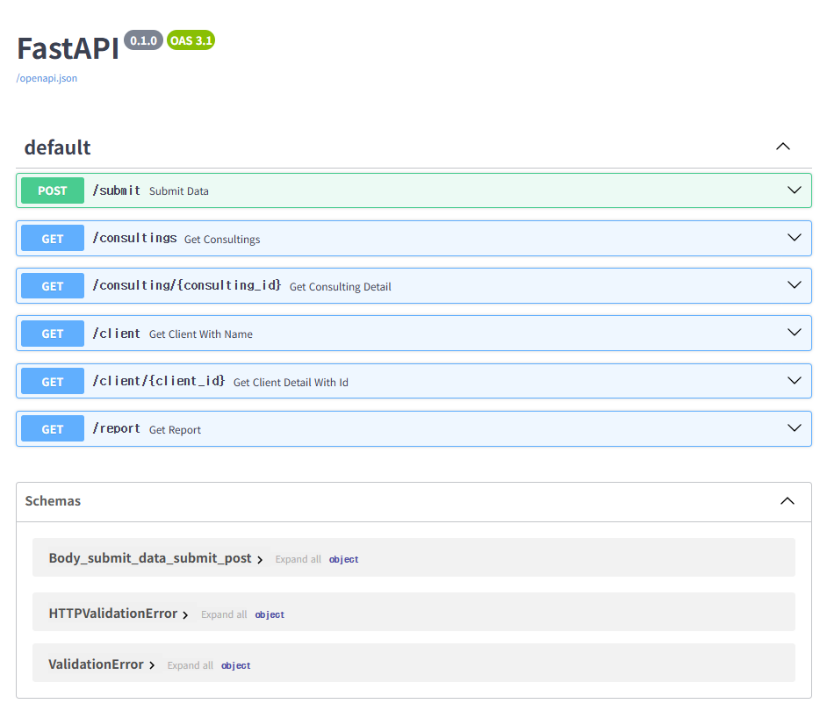 FastAPI 0.1.0 OAS 3.1
/openapi.json
default
POST /submit Submit Data
GET /consultings Get Consultings
GET /consulting/{consulting_id} Get Consulting Detail
GET /client Get Client With Name
GET /client/{client_id} Get Client Detail With Id
GET /report Get Report
Schemas
Body_submit_data_submit_post Expand all object
HTTPValidationError Expand all object
ValidationError Expand all object